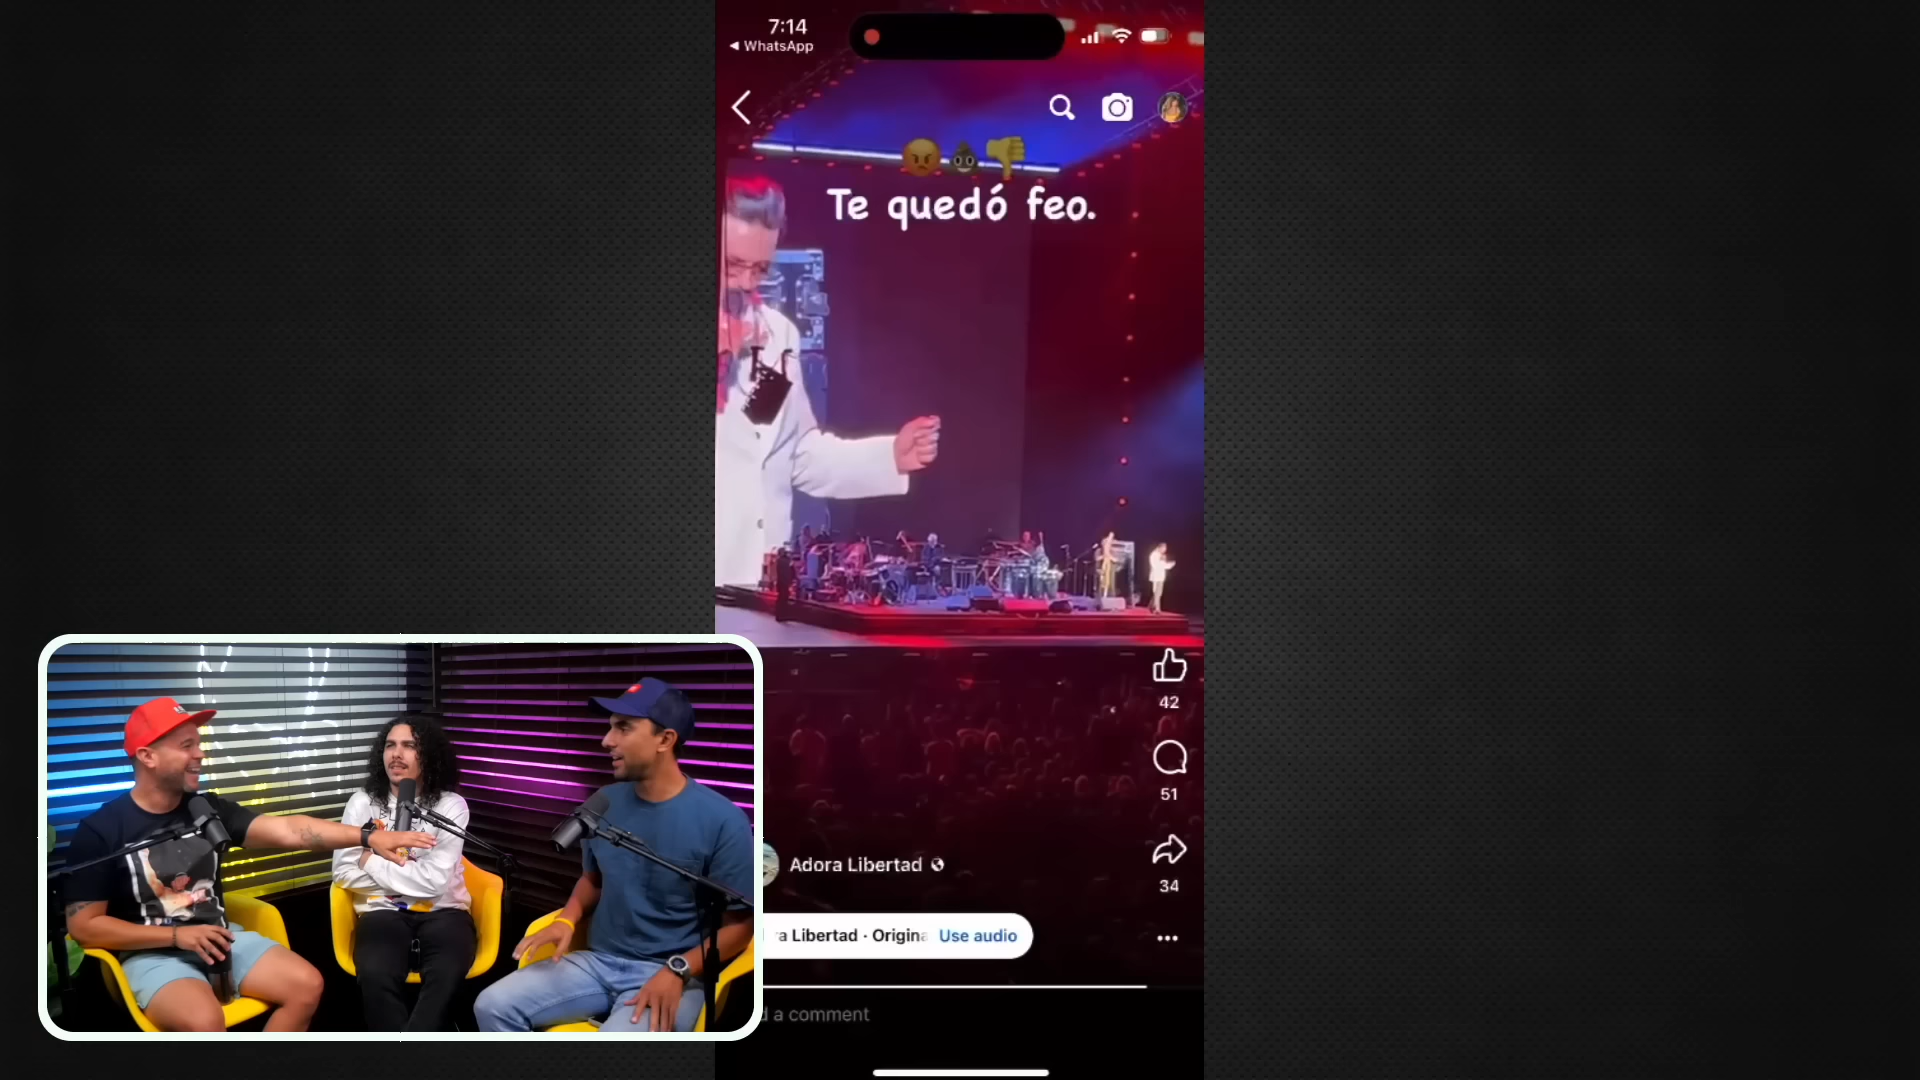 7:14
◀ WhatsApp
Te quedó feo.
42
51
34
Adora Libertad
a Libertad · Origina Use audio
a comment